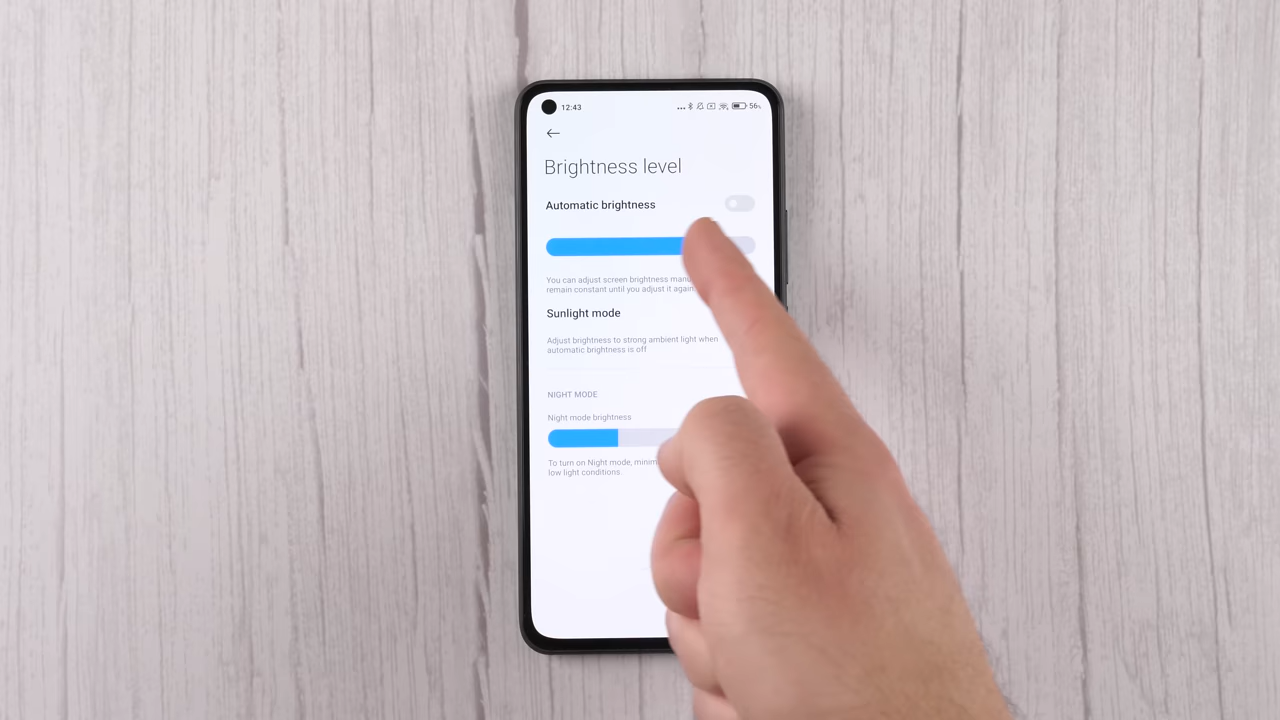 12:43
56%
Brightness level
Automatic brightness
You can adjust screen brightness
remain constant until you adjust it again.
Sunlight mode
Adjust brightness to strong ambient light when
automatic brightness is off
NIGHT MODE
Night mode brightness
To turn on Night mode,
low light conditions.